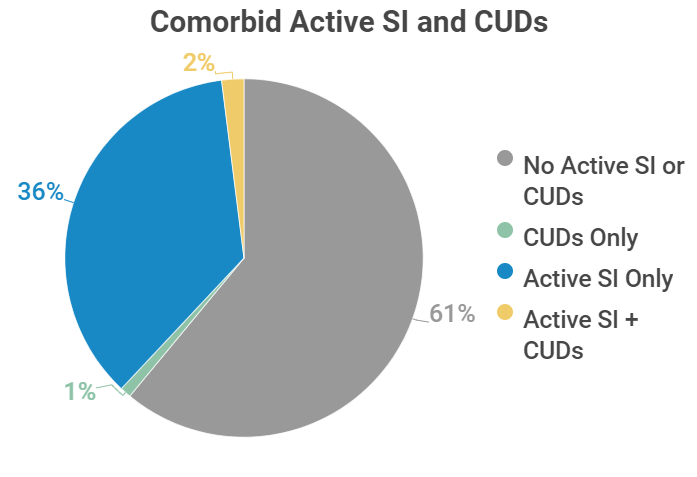 Comorbid Active SI and CUDs
2%
36%
61%
1%
No Active SI or
CUDs
CUDs Only
Active SI Only
Active SI +
CUDs